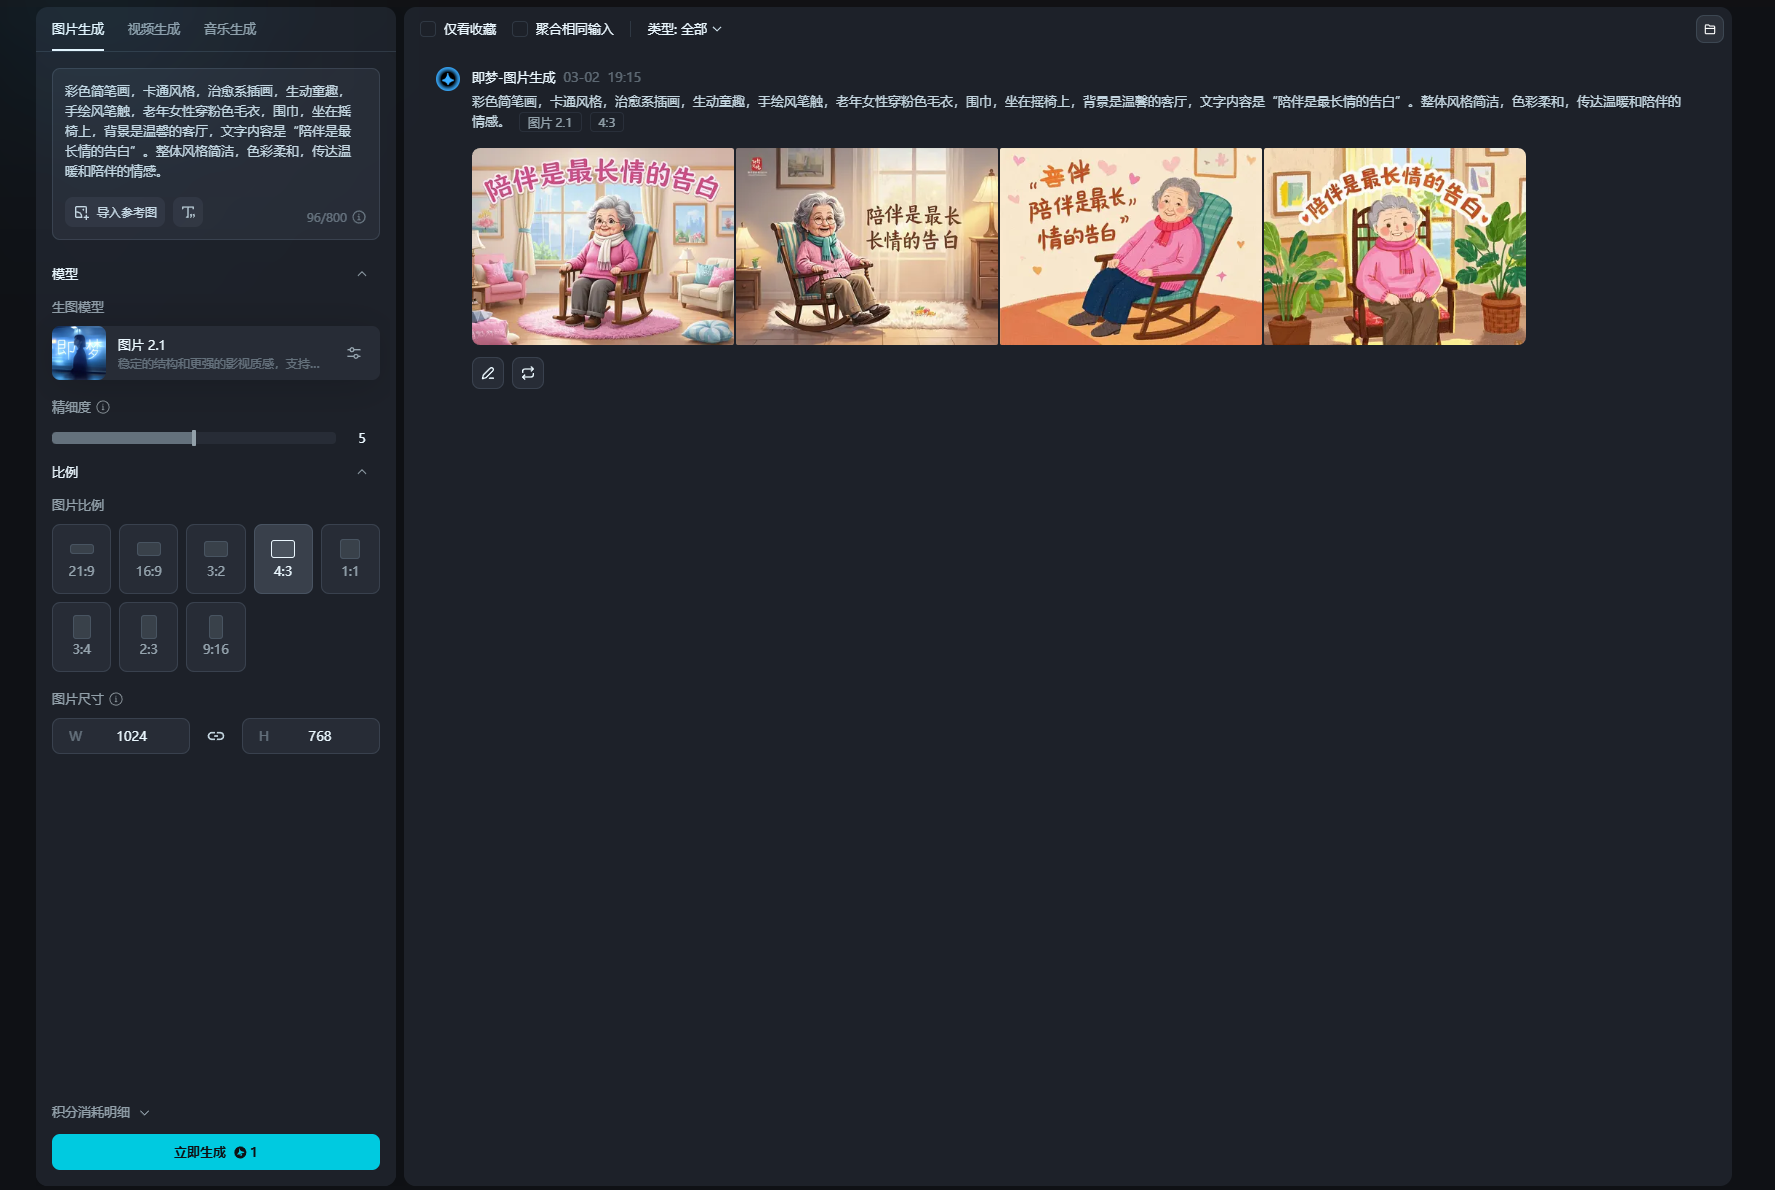 图片生成
视频生成
音乐生成
彩色简笔画，卡通风格，治愈系插画，生动童趣，
手绘风笔触，老年女性穿粉色毛衣，围巾，坐在摇
椅上，背景是温馨的客厅，文字内容是“陪伴是最
长情的告白”。整体风格简洁，色彩柔和，传达温
暖和陪伴的情感。
导入参考图
96/800
模型
生图模型
即梦
图片 2.1
稳定的结构和更强的影视质感，支持...
精细度
5
比例
图片比例
21:9
16:9
3:2
4:3
1:1
3:4
2:3
9:16
图片尺寸
W 1024
H 768
积分消耗明细
立即生成 1
仅看收藏
聚合相同输入
类型: 全部
即梦-图片生成 03-02 19:15
彩色简笔画，卡通风格，治愈系插画，生动童趣，手绘风笔触，老年女性穿粉色毛衣，围巾，坐在摇椅上，背景是温馨的客厅，文字内容是“陪伴是最长情的告白”。整体风格简洁，色彩柔和，传达温暖和陪伴的
情感。 图片 2.1 4:3
陪伴是最长情的告白
陪伴是最长
长情的告白
伴
陪伴是最长
情的告白
陪伴是最长情的告白